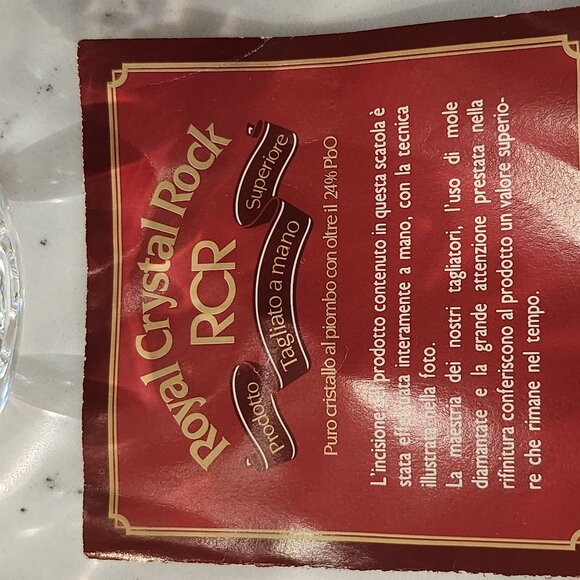 Royal Crystal Rock
RCR
Prodotto Tagliato a mano Superiore
Puro cristallo al piombo con oltre il 24% PbO
L'incisione prodotto contenuto in questa scatola è
stata interamente a mano, con la tecnica
illustrata nella foto.
La maestria dei nostri tagliatori, l'uso di mole
diamantate e la grande attenzione prestata nella
rifinitura conferiscono al prodotto un valore superio-
re che rimane nel tempo.